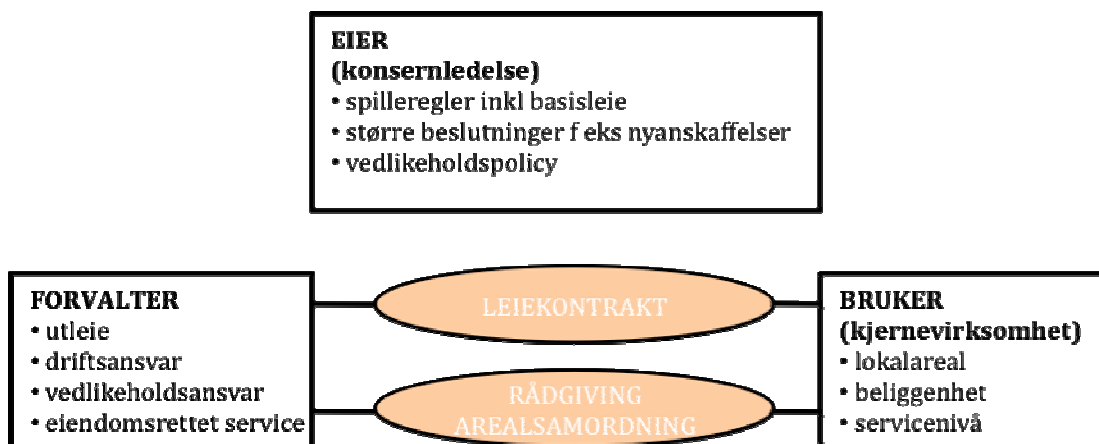 EIER
(konsernledelse)
• spilleregler inkl basisleie
• større beslutninger f eks nyanskaffelser
• vedlikeholdspolicy
FORVALTER
• utleie
• driftsansvar
• vedlikeholdsansvar
• eiendomsrettet service
LEIEKONTRAKT
RÅDGIVING
AREALSAMORDNING
BRUKER
(kjernevirksomhet)
• lokalareal
• beliggenhet
• servicenivå